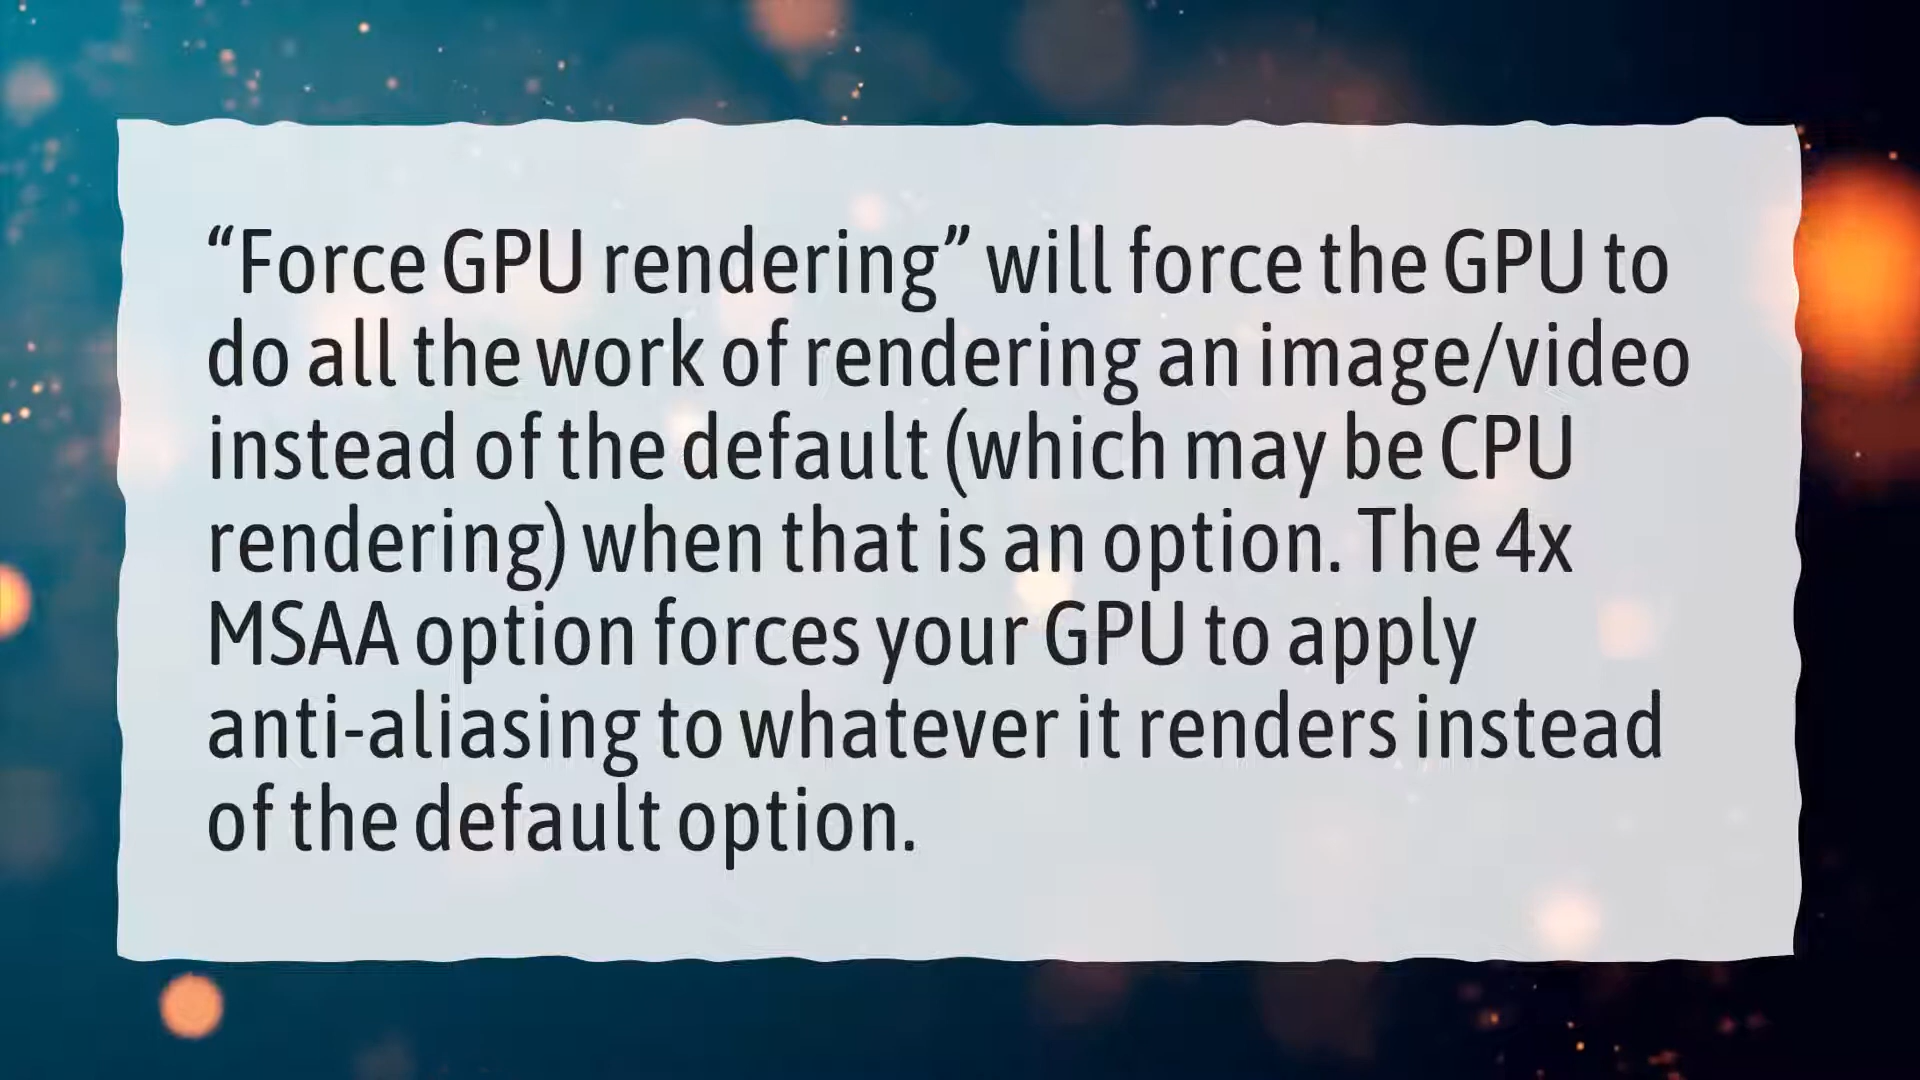 “Force GPU rendering” will force the GPU to
do all the work of rendering an image/video
instead of the default (which may be CPU
rendering) when that is an option. The 4x
MSAA option forces your GPU to apply
anti-aliasing to whatever it renders instead
of the default option.